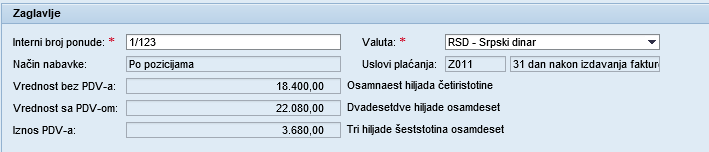 Zaglavlje
Interni broj ponude: * 1/123 Valuta: * RSD - Srpski dinar
Način nabavke: Po pozicijama Uslovi plaćanja: Z011 31 dan nakon izdavanja fakture
Vrednost bez PDV-a: 18.400,00 Osamnaest hiljada četiristotine
Vrednost sa PDV-om: 22.080,00 Dvadesetdve hiljade osamdeset
Iznos PDV-a: 3.680,00 Tri hiljade šeststotina osamdeset